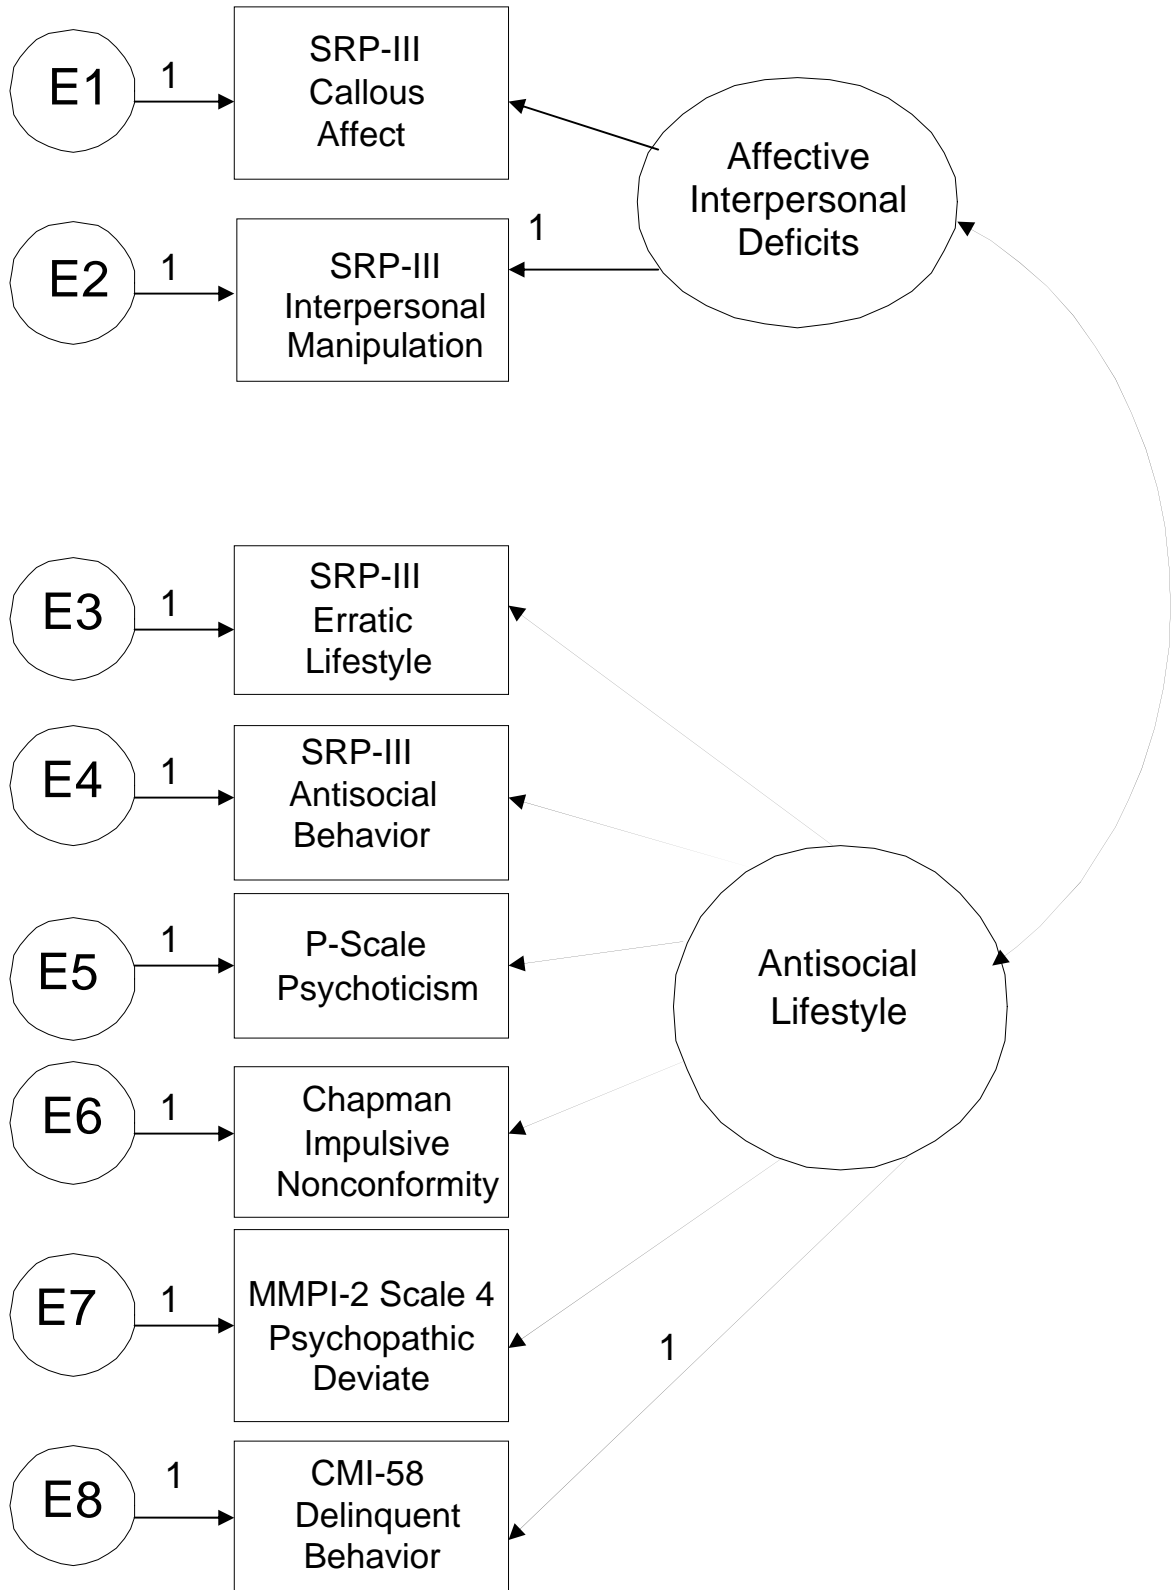 E1
1
SRP-III
Callous
Affect
Affective
Interpersonal
Deficits
E2
1
SRP-III
Interpersonal
Manipulation
1
E3
1
SRP-III
Erratic
Lifestyle
E4
1
SRP-III
Antisocial
Behavior
E5
1
P-Scale
Psychoticism
Antisocial
Lifestyle
E6
1
Chapman
Impulsive
Nonconformity
E7
1
MMPI-2 Scale 4
Psychopathic
Deviate
1
E8
1
CMI-58
Delinquent
Behavior